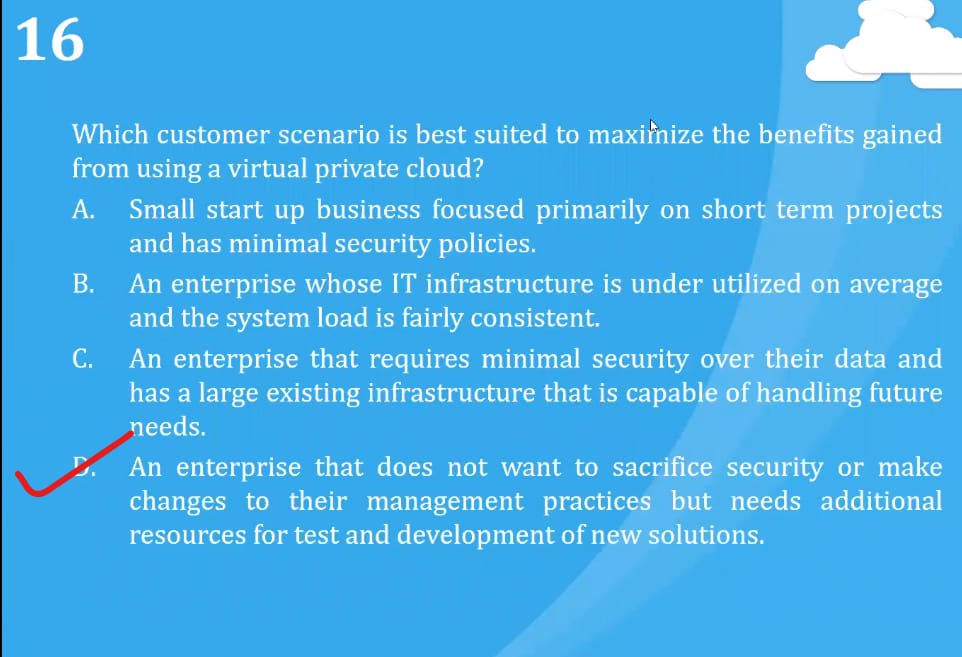 16
Which customer scenario is best suited to maximize the benefits gained
from using a virtual private cloud?
A. Small start up business focused primarily on short term projects
and has minimal security policies.
B. An enterprise whose IT infrastructure is under utilized on average
and the system load is fairly consistent.
C. An enterprise that requires minimal security over their data and
has a large existing infrastructure that is capable of handling future
needs.
D. An enterprise that does not want to sacrifice security or make
changes to their management practices but needs additional
resources for test and development of new solutions.